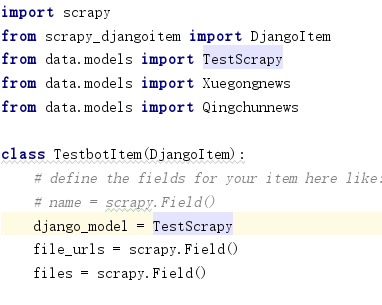 import scrapy
from scrapy_djangoitem import DjangoItem
from data.models import TestScrapy
from data.models import Xuegongnews
from data.models import Qingchunnews
class TestbotItem(DjangoItem):
# define the fields for your item here like:
# name = scrapy.Field()
django_model = TestScrapy
file_urls = scrapy.Field()
files = scrapy.Field()